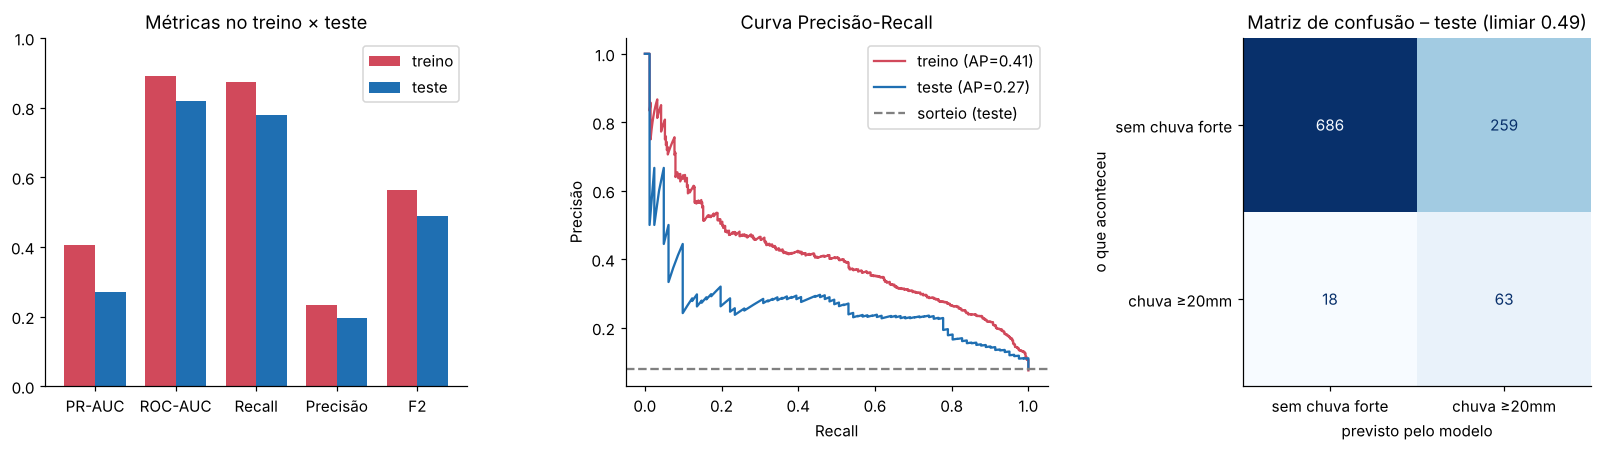 Métricas no treino × teste
1.0
0.8
0.6
0.4
0.2
0.0
treino
teste
PR-AUC
ROC-AUC
Recall
Precisão
F2
Curva Precisão-Recall
Precisão
1.0
0.8
0.6
0.4
0.2
treino (AP=0.41)
teste (AP=0.27)
sorteio (teste)
0.0
0.2
0.4
0.6
0.8
1.0
Recall
Matriz de confusão – teste (limiar 0.49)
o que aconteceu
sem chuva forte
686
259
chuva ≥20mm
18
63
sem chuva forte
chuva ≥20mm
previsto pelo modelo